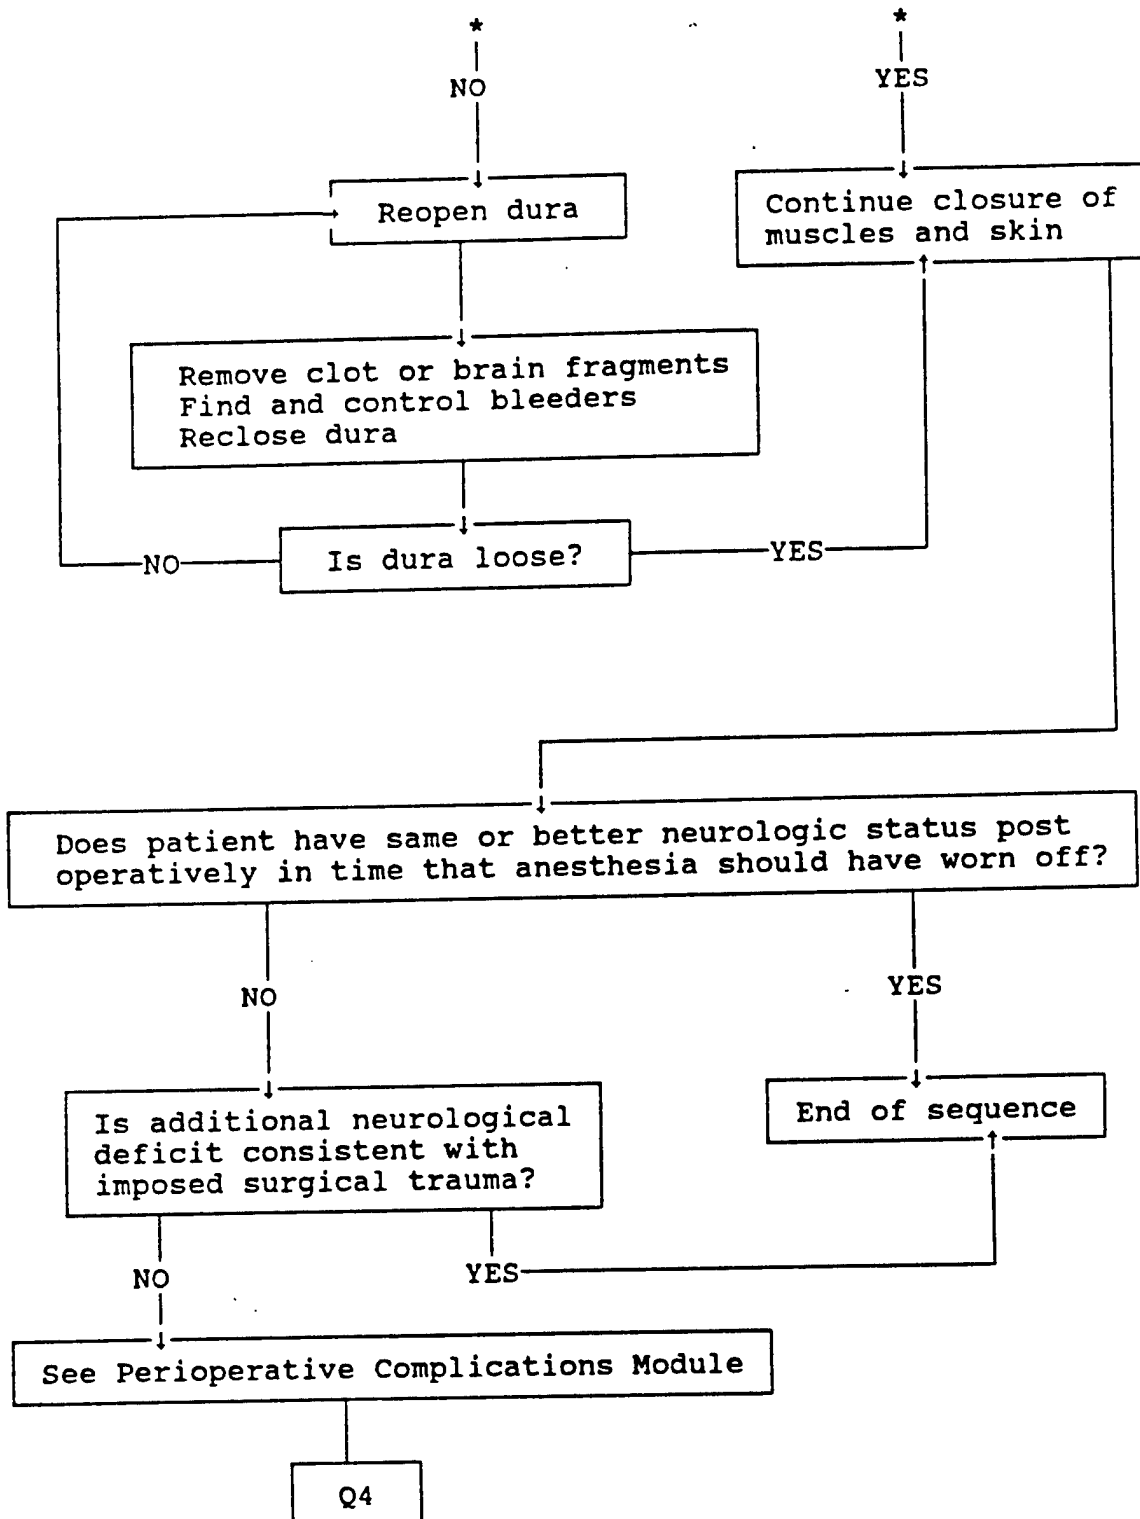 *
*
NO
YES
Reopen dura
Continue closure of
muscles and skin
Remove clot or brain fragments
Find and control bleeders
Reclose dura
NO
Is dura loose?
YES
Does patient have same or better neurologic status post
operatively in time that anesthesia should have worn off?
NO
YES
Is additional neurological
deficit consistent with
imposed surgical trauma?
End of sequence
NO
YES
See Perioperative Complications Module
Q4